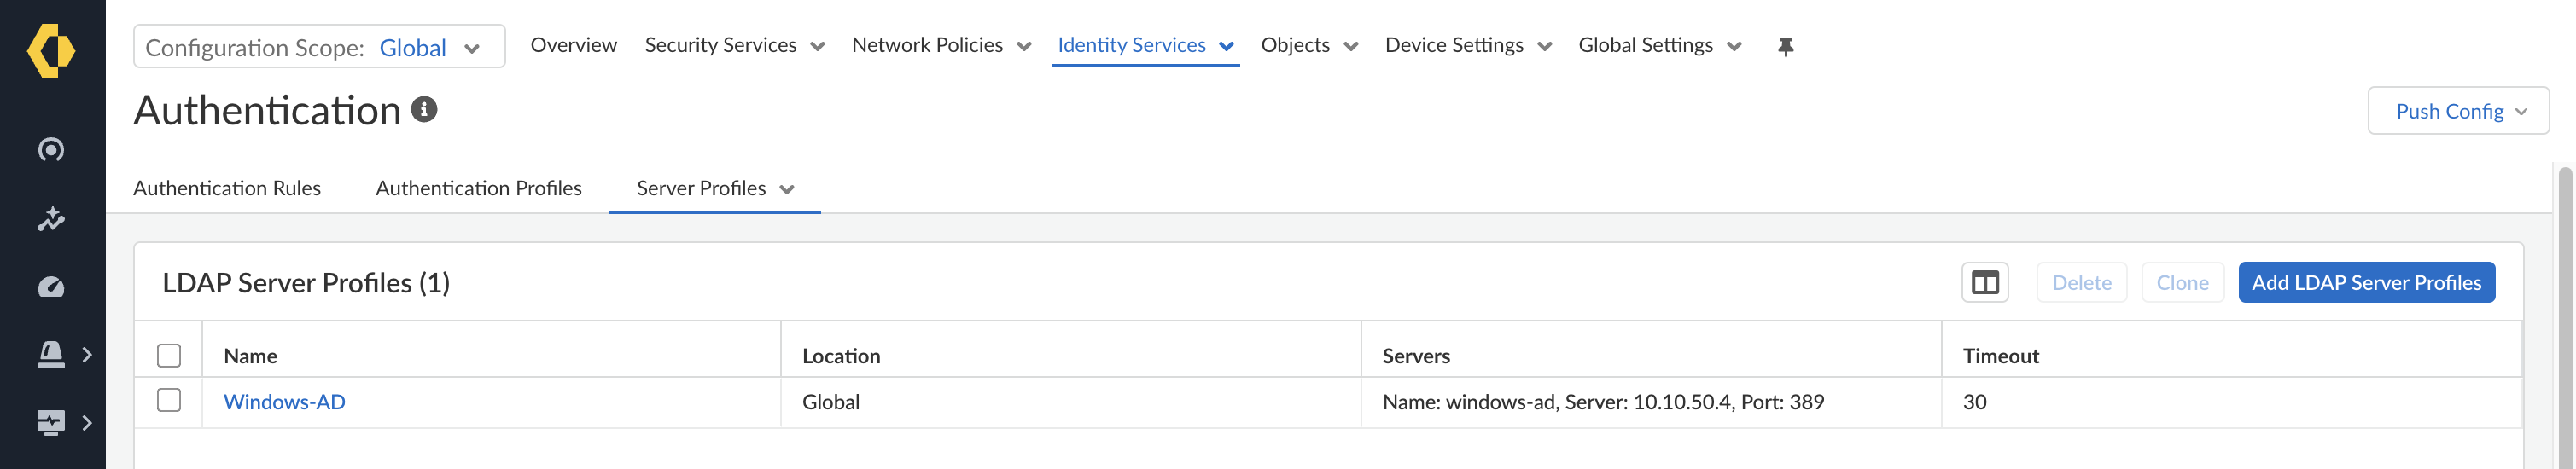 Configuration Scope: Global Overview Security Services Network Policies Identity Services Objects Device Settings Global Settings
Authentication
Push Config
Authentication Rules Authentication Profiles Server Profiles
LDAP Server Profiles (1) Delete Clone Add LDAP Server Profiles
Name Location Servers Timeout
Windows-AD Global Name: windows-ad, Server: 10.10.50.4, Port: 389 30